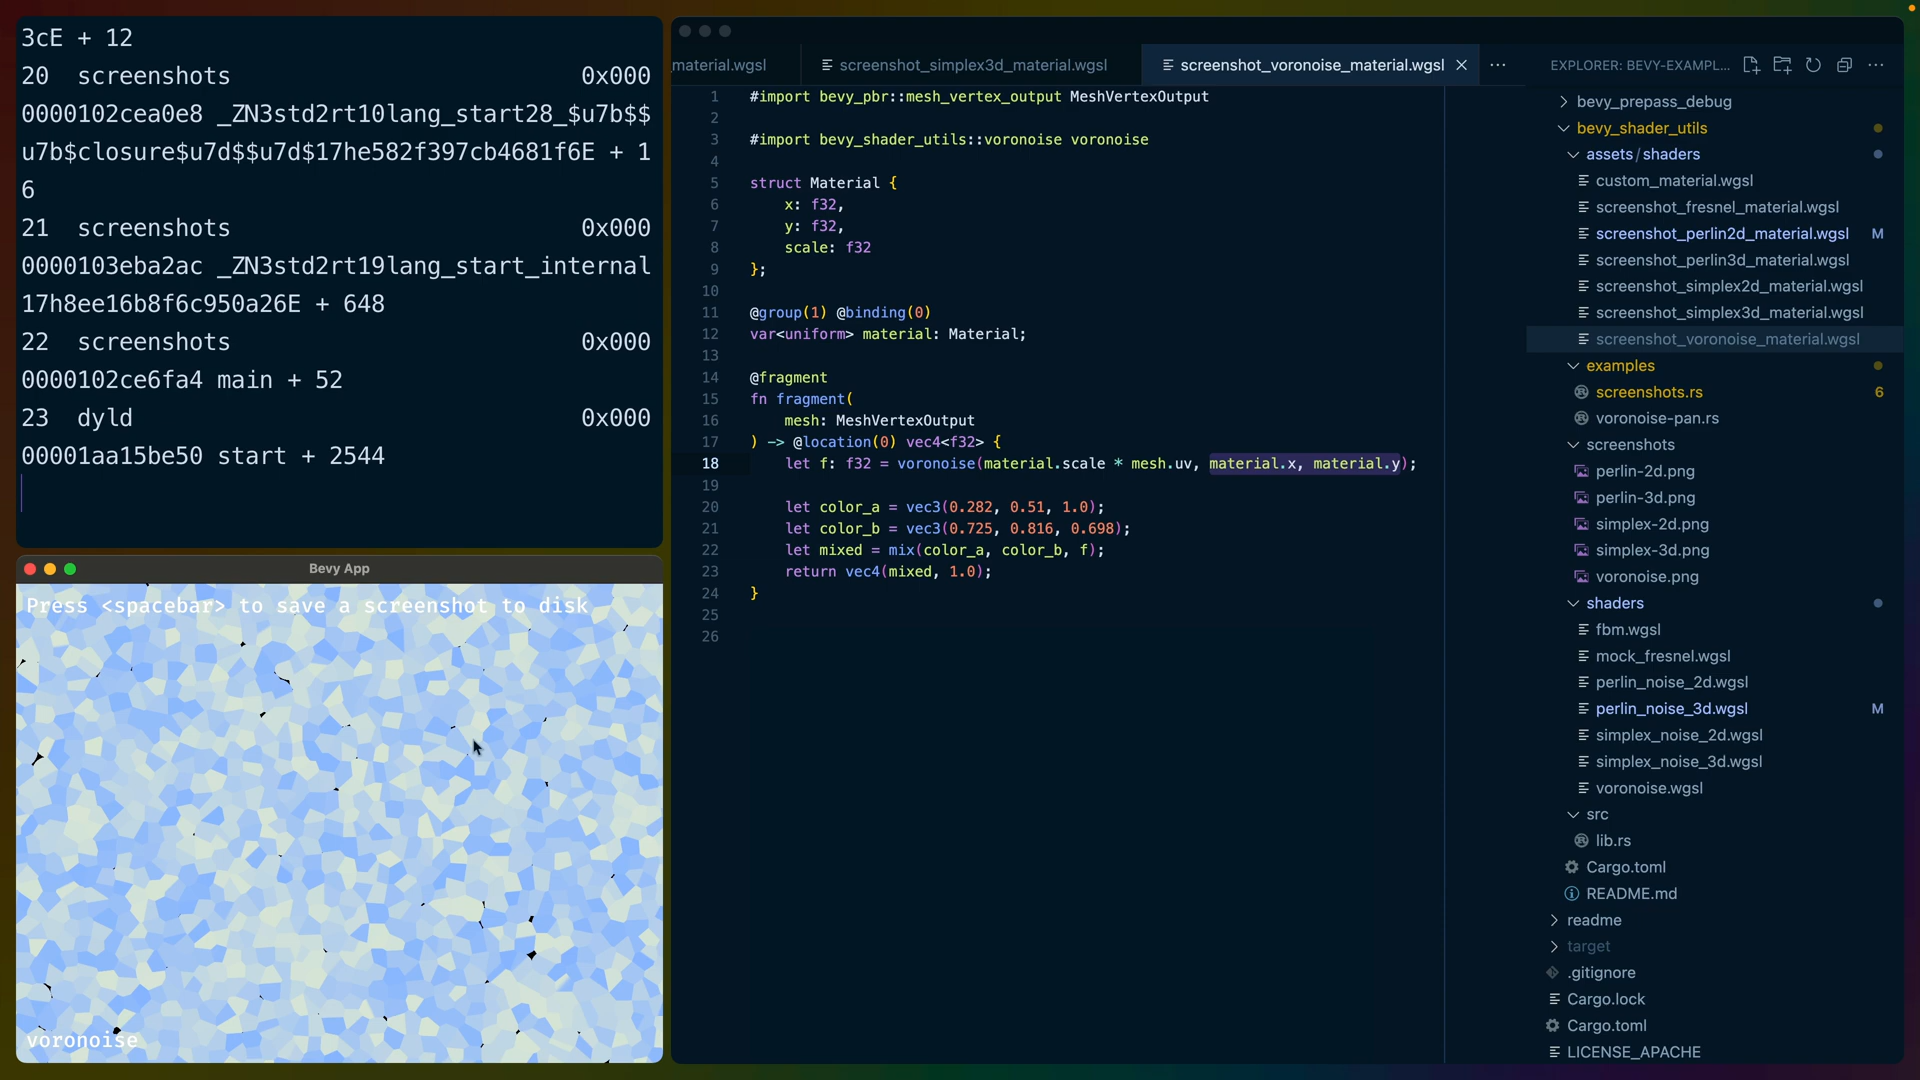 3cE + 12
20 screenshots 0x000
0000102cea0e8 _ZN3std2rt10lang_start28_$u7b$$
u7b$closure$u7d$$u7d$17he582f397cb4681f6E + 1
6
21 screenshots 0x000
0000103eba2ac _ZN3std2rt19lang_start_internal
17h8ee16b8f6c950a26E + 648
22 screenshots 0x000
0000102ce6fa4 main + 52
23 dyld 0x000
00001aa15be50 start + 2544
Bevy App
Press <spacebar> to save a screenshot to disk
voronoise
_material.wgsl
screenshot_simplex3d_material.wgsl
screenshot_voronoise_material.wgsl
1 #import bevy_pbr::mesh_vertex_output MeshVertexOutput
2
3 #import bevy_shader_utils::voronoise voronoise
4
5 struct Material {
6 x: f32,
7 y: f32,
8 scale: f32
9 };
10
11 @group(1) @binding(0)
12 var<uniform> material: Material;
13
14 @fragment
15 fn fragment(
16 mesh: MeshVertexOutput
17 ) -> @location(0) vec4<f32> {
18 let f: f32 = voronoise(material.scale * mesh.uv, material.x, material.y);
19
20 let color_a = vec3(0.282, 0.51, 1.0);
21 let color_b = vec3(0.725, 0.816, 0.698);
22 let mixed = mix(color_a, color_b, f);
23 return vec4(mixed, 1.0);
24 }
25
26
EXPLORER: BEVY-EXAMPL...
bevy_prepass_debug
bevy_shader_utils
assets/shaders
custom_material.wgsl
screenshot_fresnel_material.wgsl
screenshot_perlin2d_material.wgsl M
screenshot_perlin3d_material.wgsl
screenshot_simplex2d_material.wgsl
screenshot_simplex3d_material.wgsl
screenshot_voronoise_material.wgsl
examples
screenshots.rs 6
voronoise-pan.rs
screenshots
perlin-2d.png
perlin-3d.png
simplex-2d.png
simplex-3d.png
voronoise.png
shaders
fbm.wgsl
mock_fresnel.wgsl
perlin_noise_2d.wgsl
perlin_noise_3d.wgsl M
simplex_noise_2d.wgsl
simplex_noise_3d.wgsl
voronoise.wgsl
src
lib.rs
Cargo.toml
README.md
readme
target
.gitignore
Cargo.lock
Cargo.toml
LICENSE_APACHE